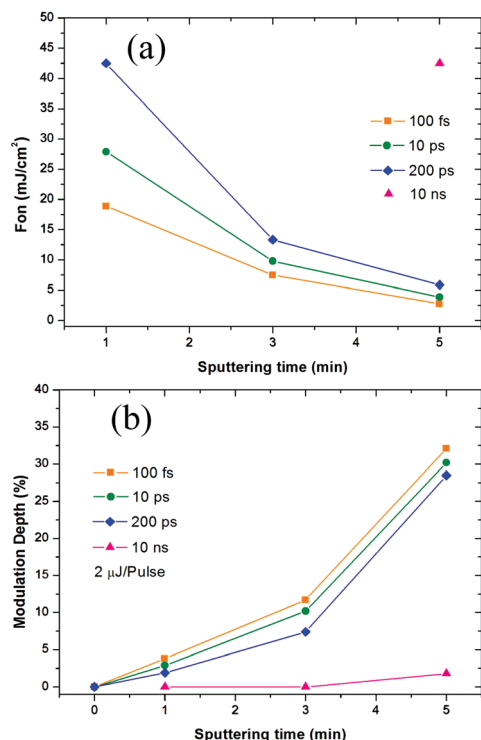 (a)
50
45
40
35
30
25
20
15
10
5
0
Fon (mJ/cm²)
100 fs
10 ps
200 ps
10 ns
1 2 3 4 5
Sputtering time (min)
(b)
40
35
30
25
20
15
10
5
0
Modulation Depth (%)
100 fs
10 ps
200 ps
10 ns
2 μJ/Pulse
0 1 2 3 4 5
Sputtering time (min)